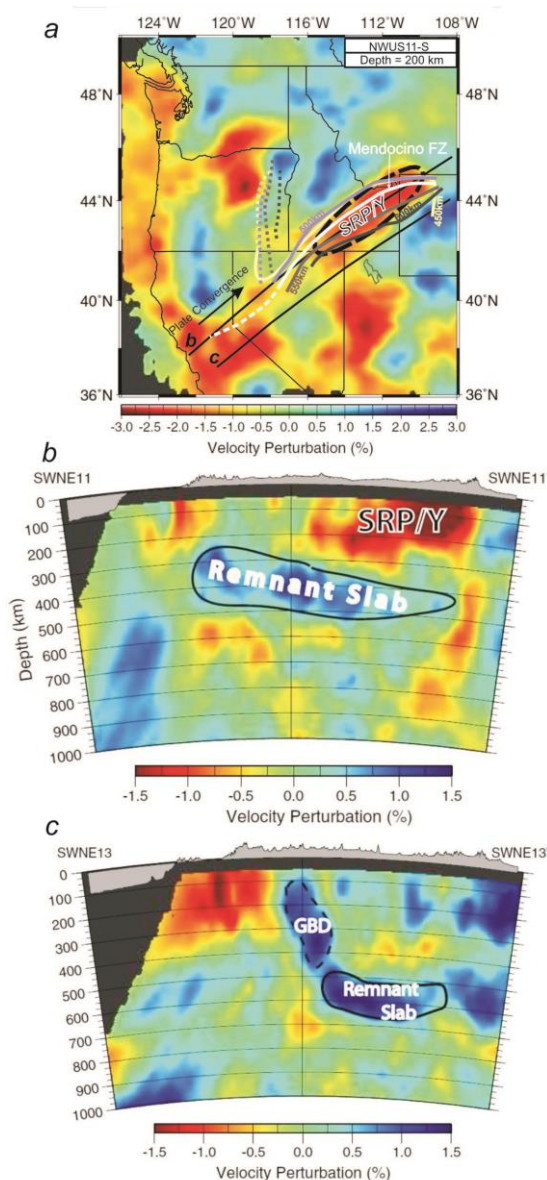 124°W 120°W 116°W 112°W 108°W
a
NWUS11-S
Depth = 200 km
48°N 48°N
Mendocino FZ
44°N 44°N
SRP/Y
450km
550km
Plate Convergence
40°N 40°N
b
c
36°N 36°N
-3.0 -2.5 -2.0 -1.5 -1.0 -0.5 0.0 0.5 1.0 1.5 2.0 2.5 3.0
Velocity Perturbation (%)
b
SWNE11 SWNE11'
0
100
200
300
400
500
600
700
800
900
1000
Depth (km)
SRP/Y
Remnant Slab
-1.5 -1.0 -0.5 0.0 0.5 1.0 1.5
Velocity Perturbation (%)
c
SWNE13 SWNE13'
0
100
200
300
400
500
600
700
800
900
1000
GBD
Remnant
Slab
-1.5 -1.0 -0.5 0.0 0.5 1.0 1.5
Velocity Perturbation (%)